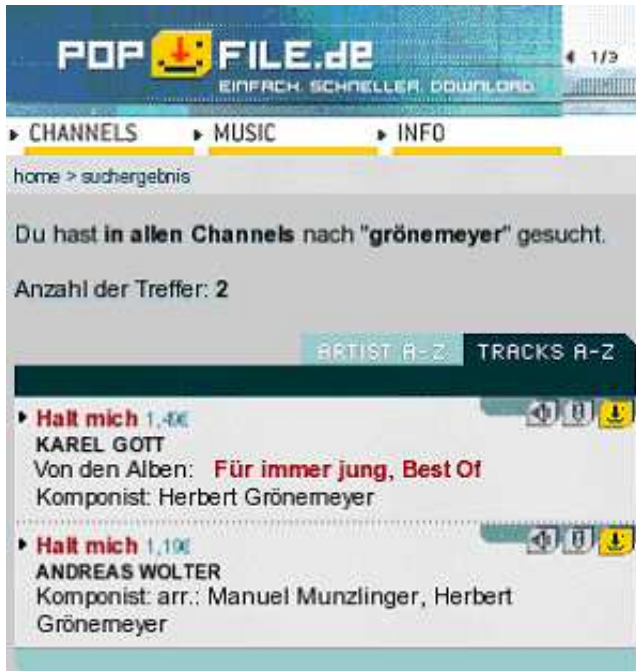 POP FILE.de
EINFACH. SCHNELLER. DOWNLOAD.
1/3
CHANNELS MUSIC INFO
home > suchergebnis
Du hast in allen Channels nach "grönemeyer" gesucht.
Anzahl der Treffer: 2
ARTIST A-Z TRACKS A-Z
Halt mich 1,49€
KAREL GOTT
Von den Alben: Für immer jung, Best Of
Komponist: Herbert Grönemeyer
Halt mich 1,19€
ANDREAS WOLTER
Komponist: arr.: Manuel Munzlinger, Herbert
Grönemeyer